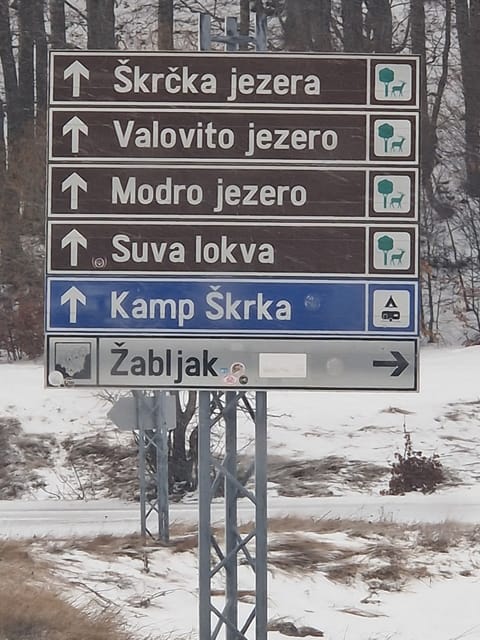 Škrčka jezera
Valovito jezero
Modro jezero
Suva lokva
Kamp Škrka
Žabljak